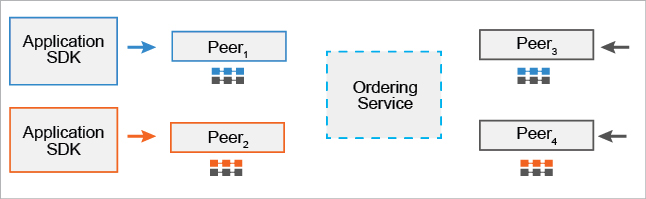 Application
SDK
Peer1
Peer3
Ordering
Service
Application
SDK
Peer2
Peer4